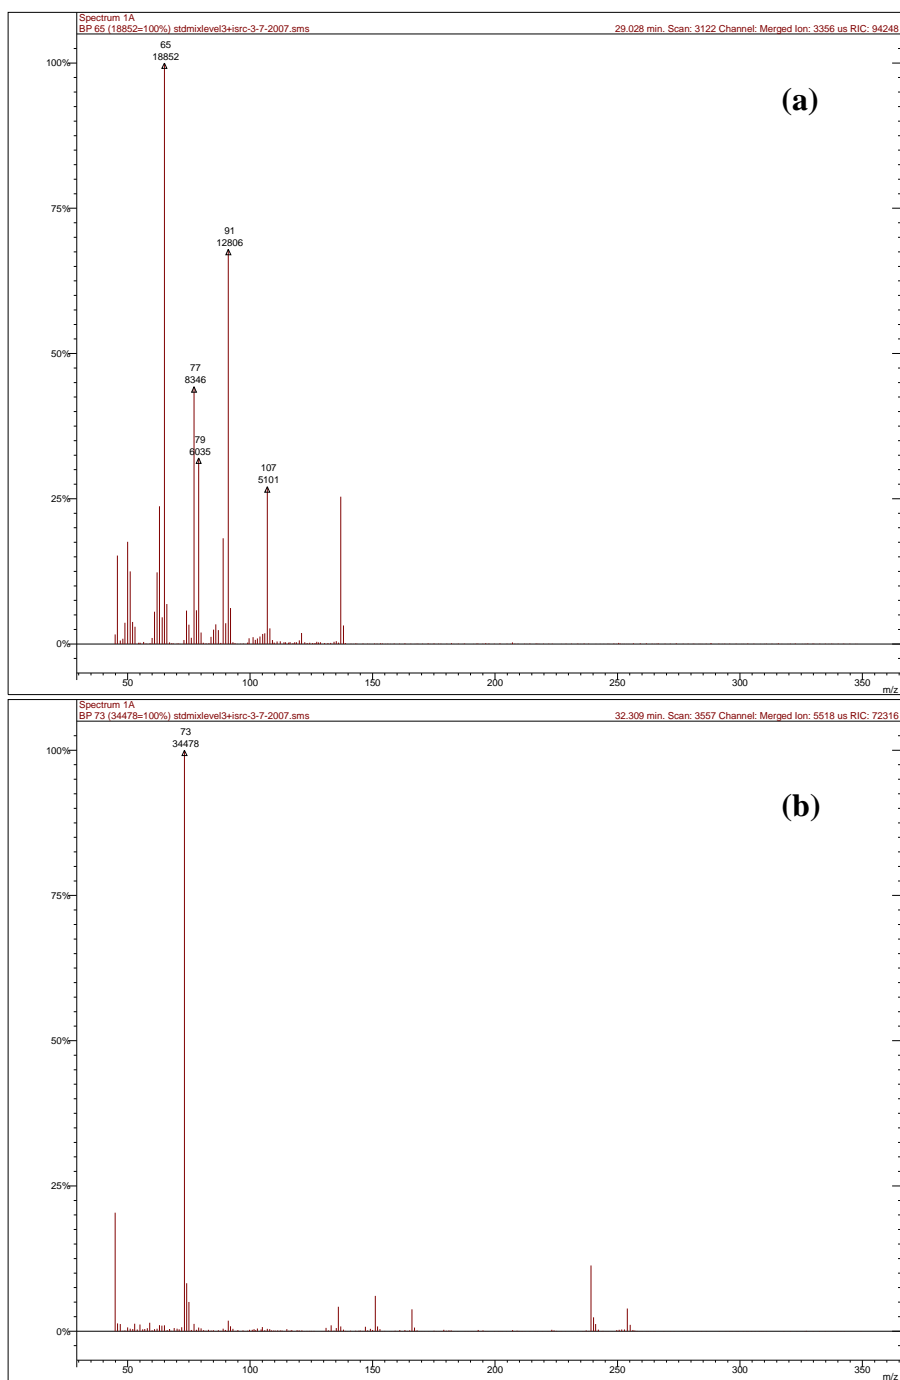 Spectrum 1A
BP 65 (18852=100%) stdmixlevel3+isrc-3-7-2007.sms 29.028 min. Scan: 3122 Channel: Merged Ion: 3356 us RIC: 94248
65
18852
100%
(a)
75%
91
12806
50%
77
8346
79
6035
107
5101
25%
0%
50 100 150 200 250 300 350
m/z
Spectrum 1A
BP 73 (34478=100%) stdmixlevel3+isrc-3-7-2007.sms 32.309 min. Scan: 3557 Channel: Merged Ion: 5518 us RIC: 72316
73
34478
100%
(b)
75%
50%
25%
0%
50 100 150 200 250 300 350
m/z